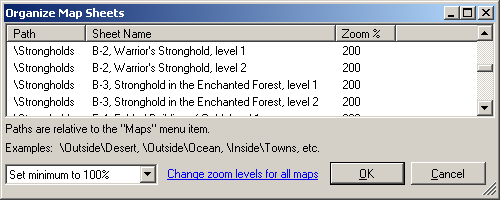 Organize Map Sheets
Path Sheet Name Zoom %
\Strongholds B-2, Warrior's Stronghold, level 1 200
\Strongholds B-2, Warrior's Stronghold, level 2 200
\Strongholds B-3, Stronghold in the Enchanted Forest, level 1 200
\Strongholds B-3, Stronghold in the Enchanted Forest, level 2 200
\Strongholds 200
Paths are relative to the "Maps" menu item.
Examples: \Outside\Desert, \Outside\Ocean, \Inside\Towns, etc.
Set minimum to 100% Change zoom levels for all maps OK Cancel